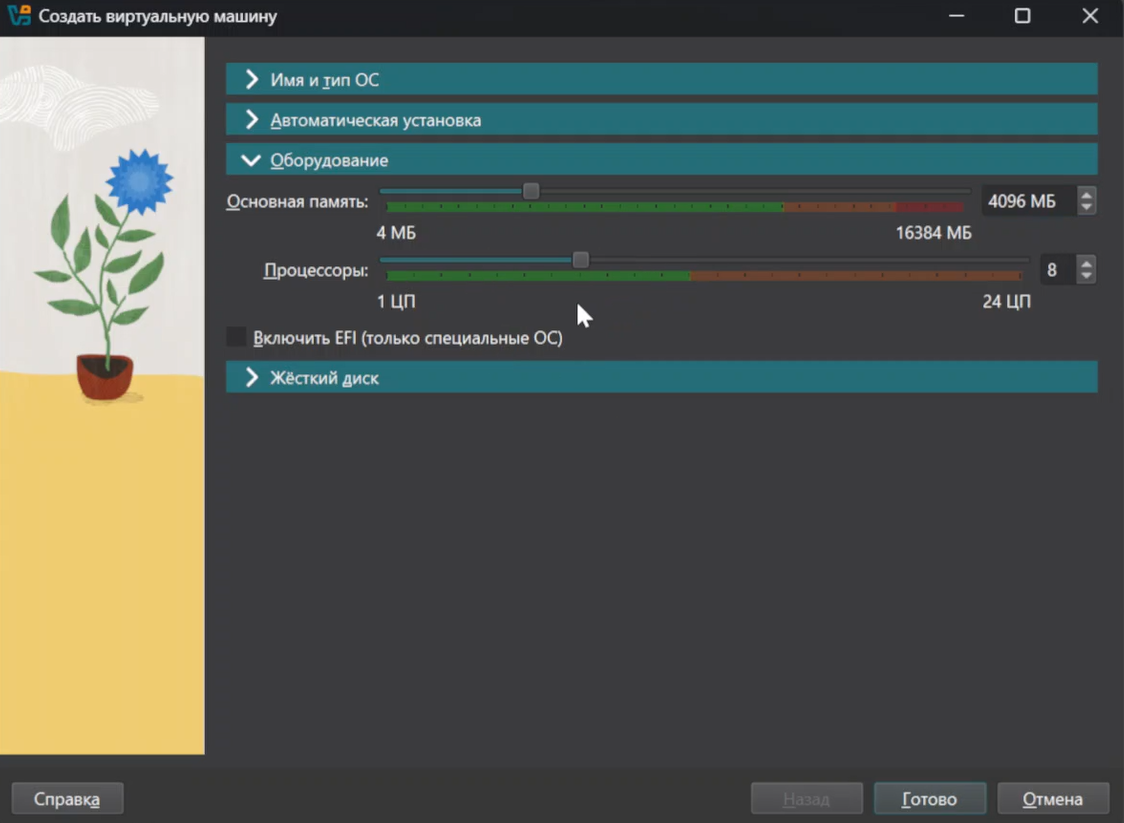 Создать виртуальную машину
Имя и тип ОС
Автоматическая установка
Оборудование
Основная память:
4096 МБ
4 МБ
16384 МБ
Процессоры:
8
1 ЦП
24 ЦП
Включить EFI (только специальные ОС)
Жёсткий диск
Справка
Назад
Готово
Отмена